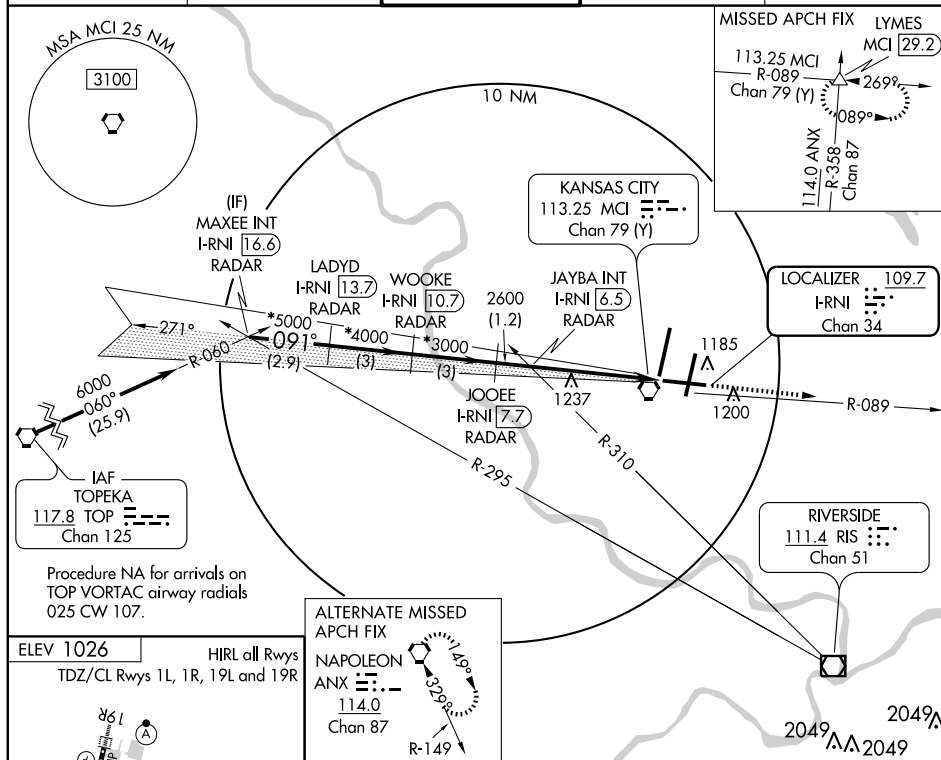 MSA MCI 25 NM
3100
10 NM
MISSED APCH FIX
LYMES
MCI 29.2
113.25 MCI
R-089
Chan 79 (Y)
269°
089°
114.0 ANX
R-358
Chan 87
KANSAS CITY
113.25 MCI
Chan 79 (Y)
(IF)
MAXEE INT
I-RNI 16.6
RADAR
LADYD
I-RNI 13.7
RADAR
WOOKE
I-RNI 10.7
RADAR
2600
(1.2)
JAYBA INT
I-RNI 6.5
RADAR
LOCALIZER 109.7
I-RNI
Chan 34
271°
*5000
091°
(2.9)
*4000
(3)
*3000
(3)
R-060
6000
060°
(25.9)
JOOEE
I-RNI 7.7
RADAR
1237
1185
1200
R-089
R-310
R-295
IAF
TOPEKA
117.8 TOP
Chan 125
RIVERSIDE
111.4 RIS
Chan 51
Procedure NA for arrivals on
TOP VORTAC airway radials
025 CW 107.
ELEV 1026
HIRL all Rwys
TDZ/CL Rwys 1L, 1R, 19L and 19R
19R
A
ALTERNATE MISSED
APCH FIX
NAPOLEON
ANX
114.0
Chan 87
149°
329°
R-149
2049
2049
2049